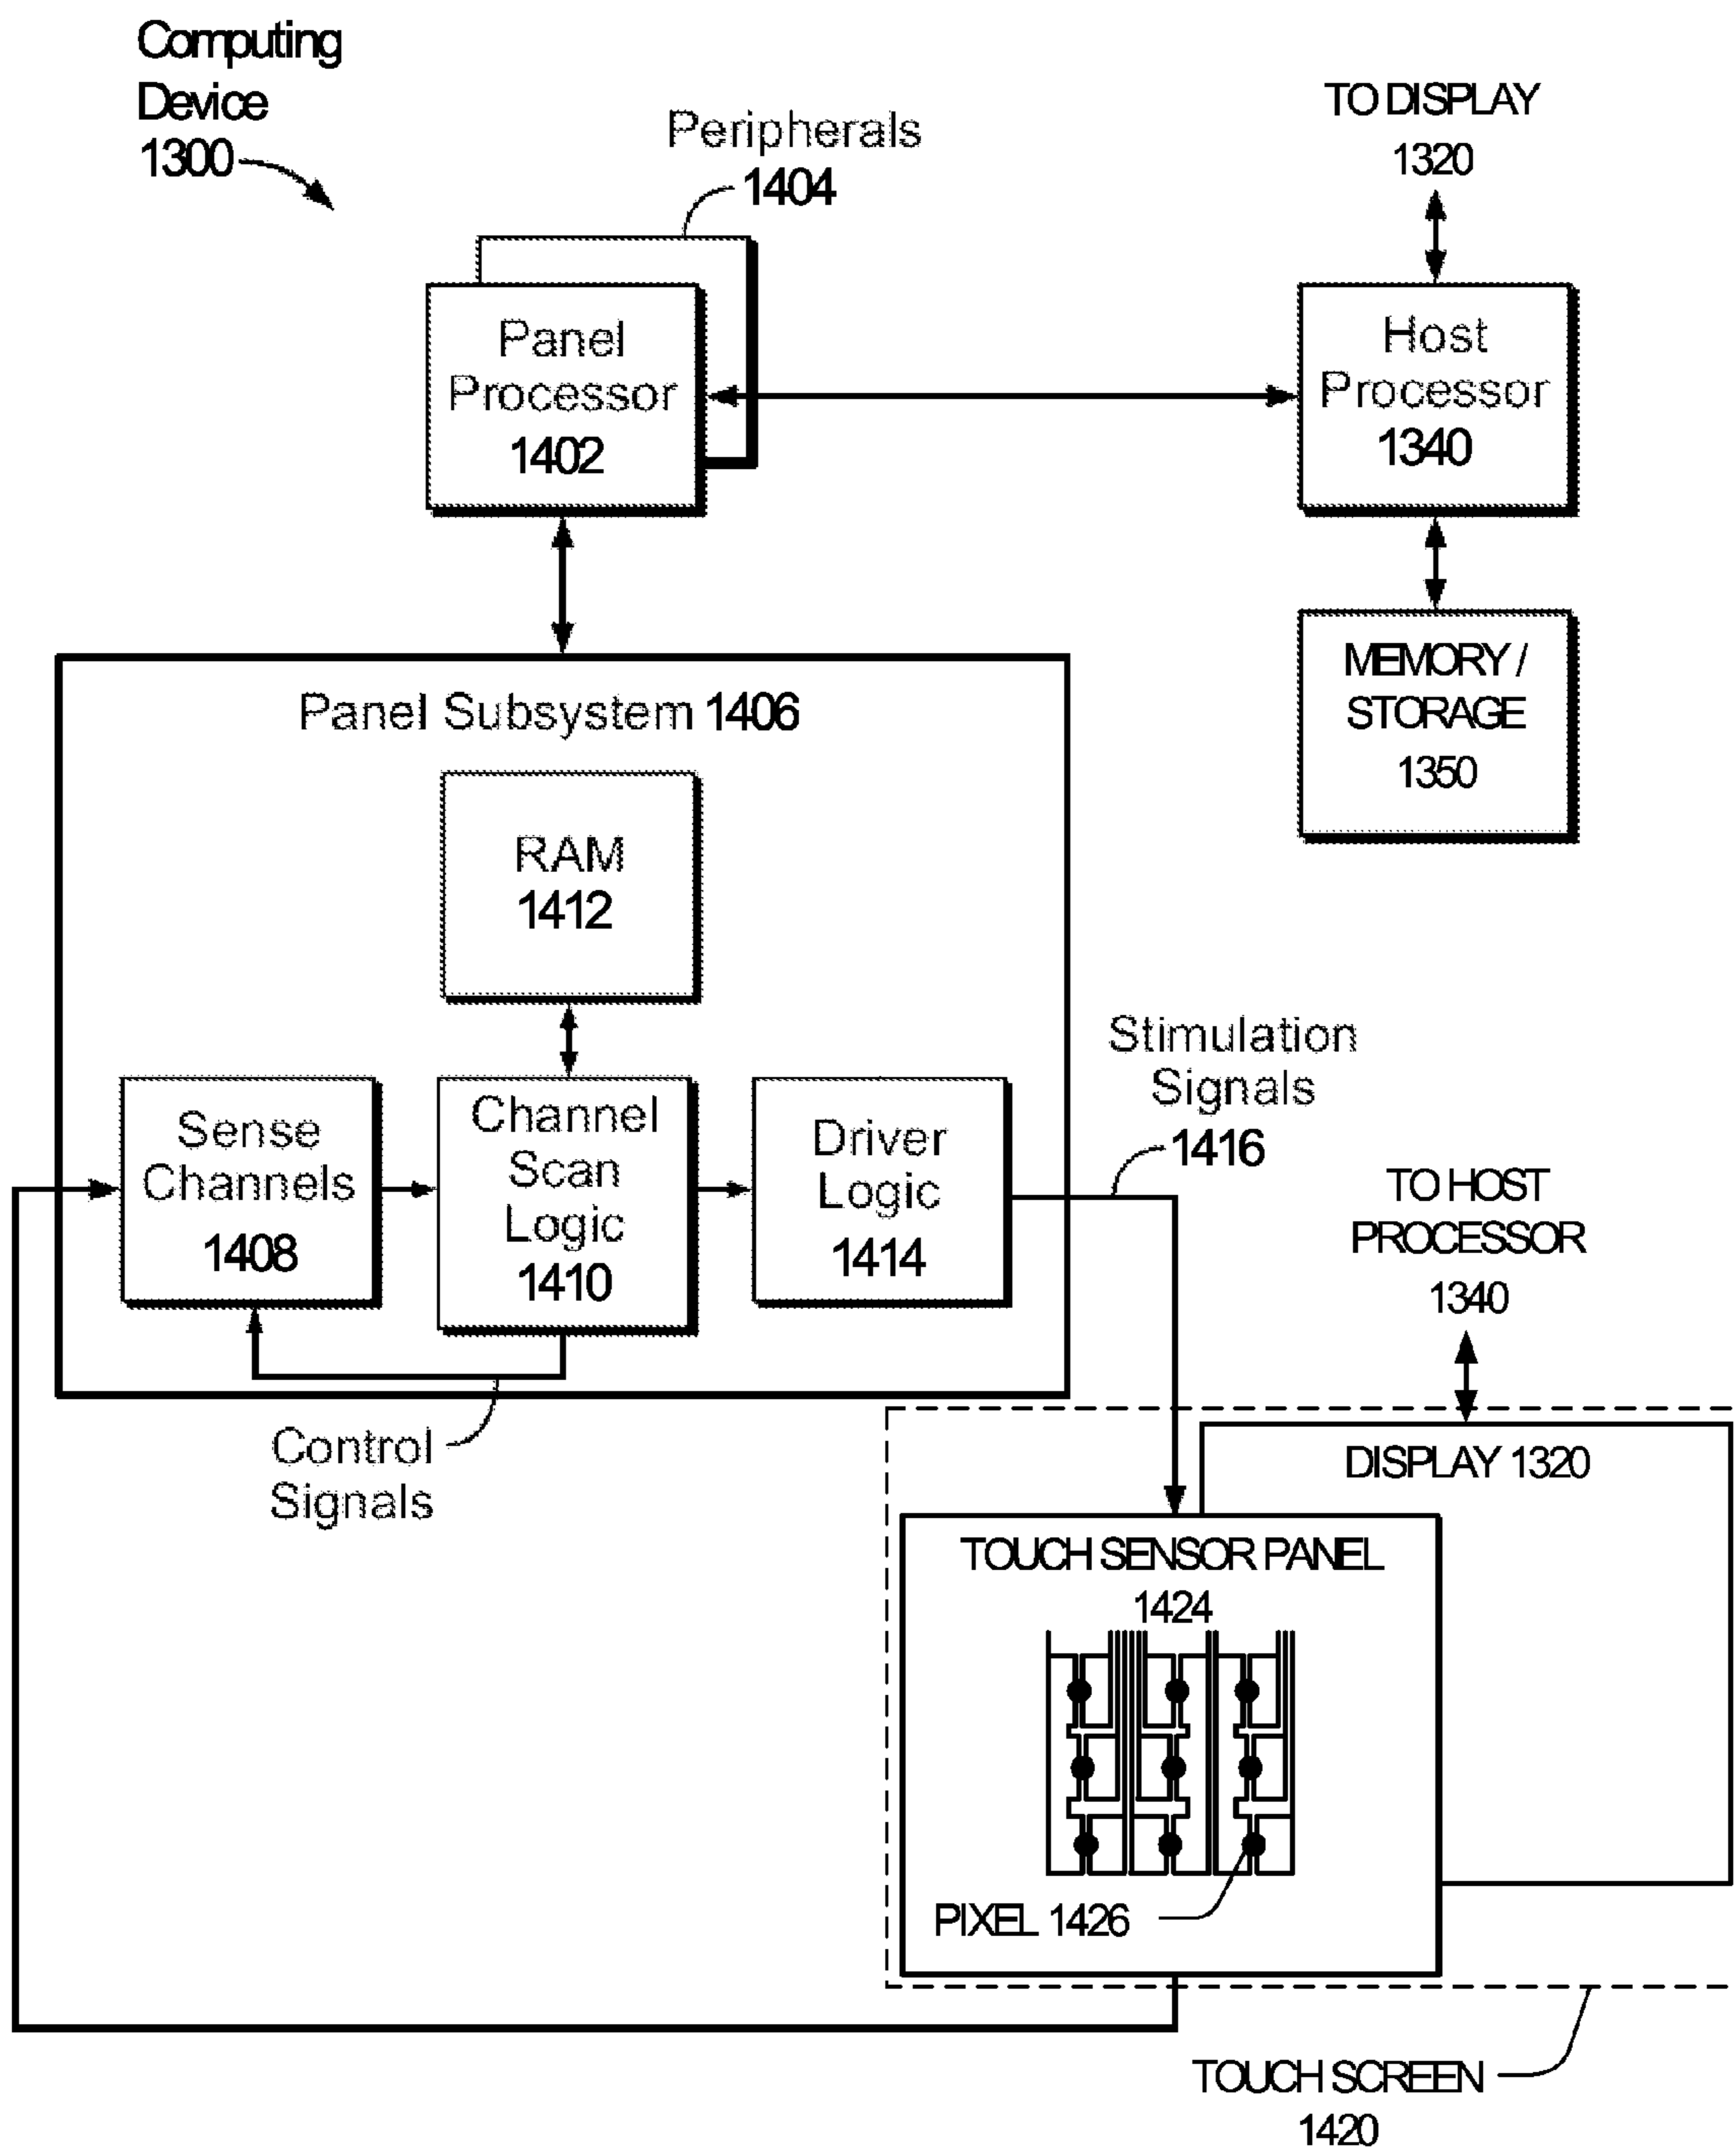 Computing
Device
1300
Peripherals
1404
TO DISPLAY
1320
Panel
Processor
1402
Host
Processor
1340
MEMORY /
STORAGE
1350
Panel Subsystem 1406
RAM
1412
Sense
Channels
1408
Channel
Scan
Logic
1410
Driver
Logic
1414
Stimulation
Signals
1416
Control
Signals
TO HOST
PROCESSOR
1340
DISPLAY 1320
TOUCH SENSOR PANEL
1424
PIXEL 1426
TOUCH SCREEN
1420